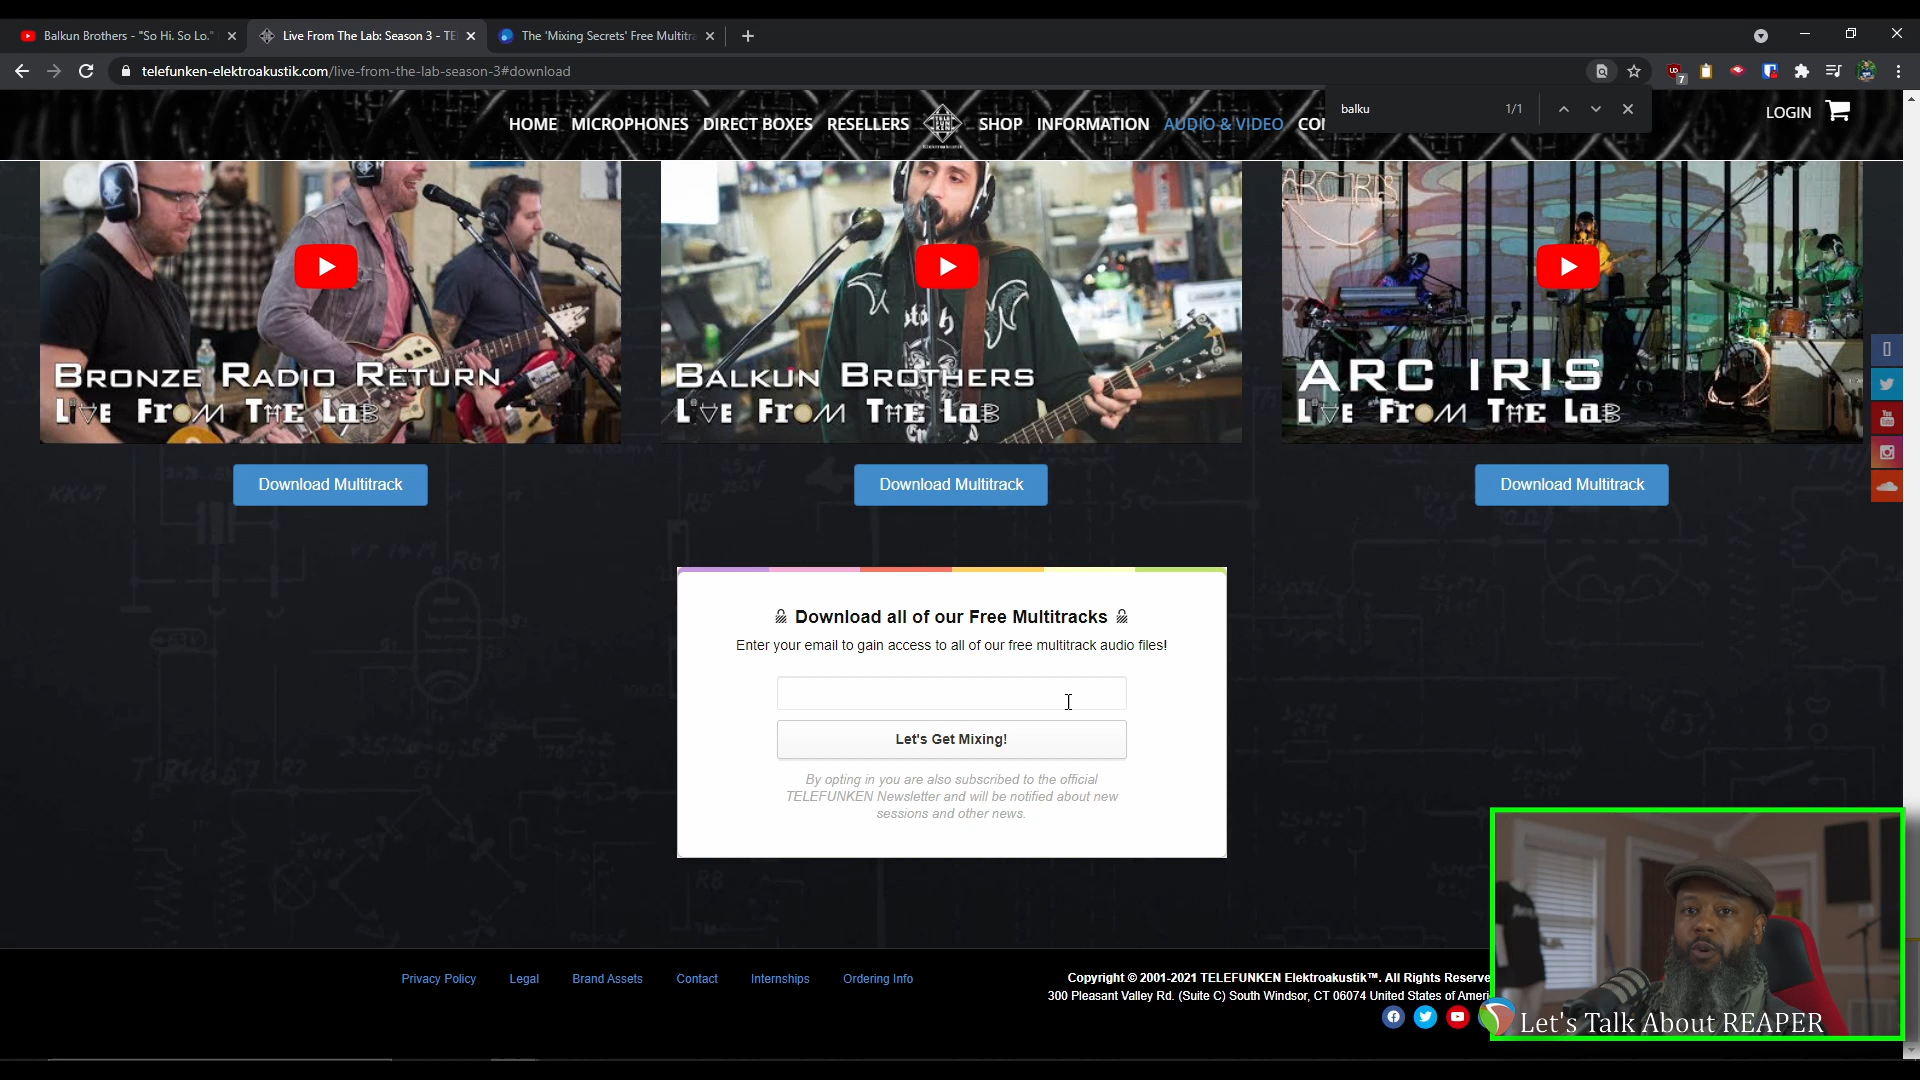 Balkun Brothers - "So Hi. So Lo."
Live From The Lab: Season 3 - TE
The 'Mixing Secrets' Free Multitra
telefunken-elektroakustik.com/live-from-the-lab-season-3#download
7
balku
1/1
HOME
MICROPHONES
DIRECT BOXES
RESELLERS
TELE
FUN
KEN
SHOP
INFORMATION
AUDIO & VIDEO
LOGIN
BRONZE RADIO RETURN
LIVE FROM THE LAB
BALKUN BROTHERS
LIVE FROM THE LAB
ARC IRIS
ARC IRIS
LIVE FROM THE LAB
Download Multitrack
Download Multitrack
Download Multitrack
Download all of our Free Multitracks
Enter your email to gain access to all of our free multitrack audio files!
Let's Get Mixing!
By opting in you are also subscribed to the official
TELEFUNKEN Newsletter and will be notified about new
sessions and other news.
Privacy Policy
Legal
Brand Assets
Contact
Internships
Ordering Info
Copyright © 2001-2021 TELEFUNKEN Elektroakustik™. All Rights Reserve
300 Pleasant Valley Rd. (Suite C) South Windsor, CT 06074 United States of Ameri
Let's Talk About REAPER